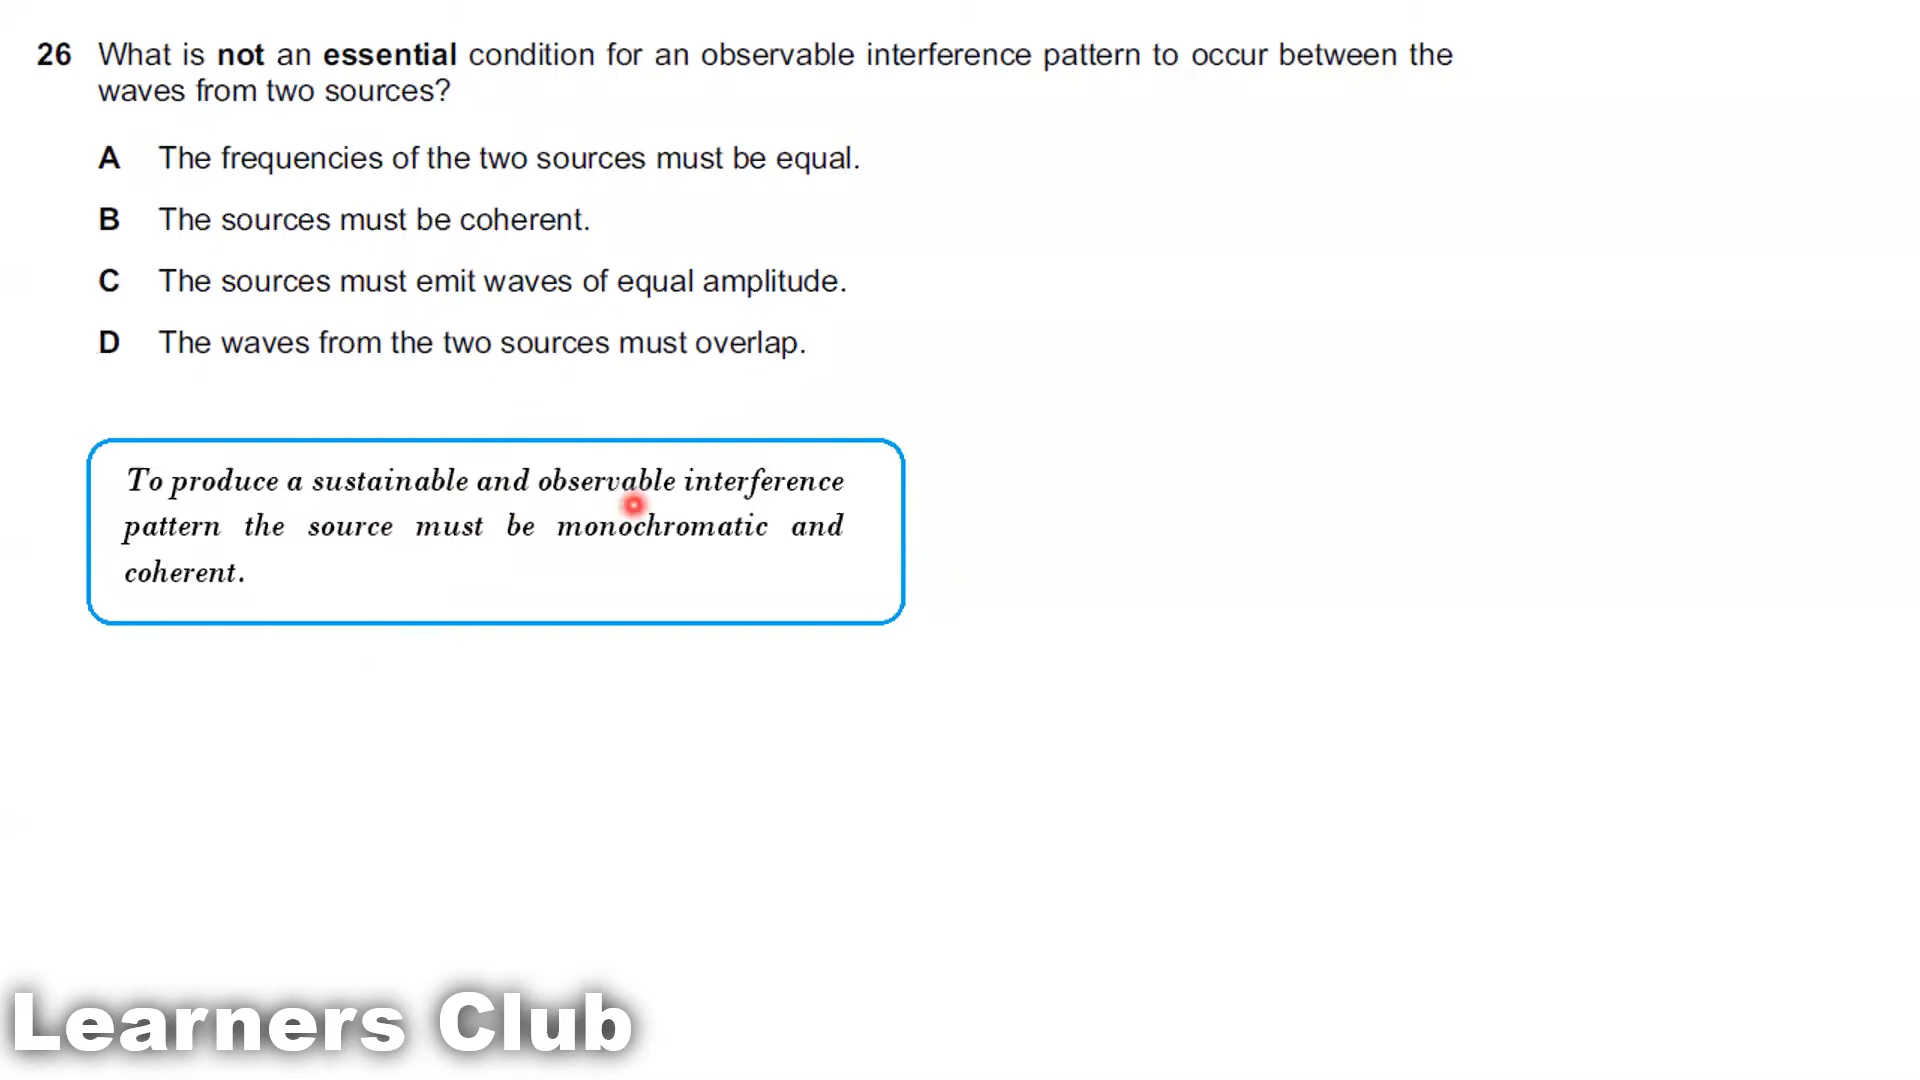 26 What is not an essential condition for an observable interference pattern to occur between the
waves from two sources?
A The frequencies of the two sources must be equal.
B The sources must be coherent.
C The sources must emit waves of equal amplitude.
D The waves from the two sources must overlap.
To produce a sustainable and observable interference
pattern the source must be monochromatic and
coherent.
Learners Club